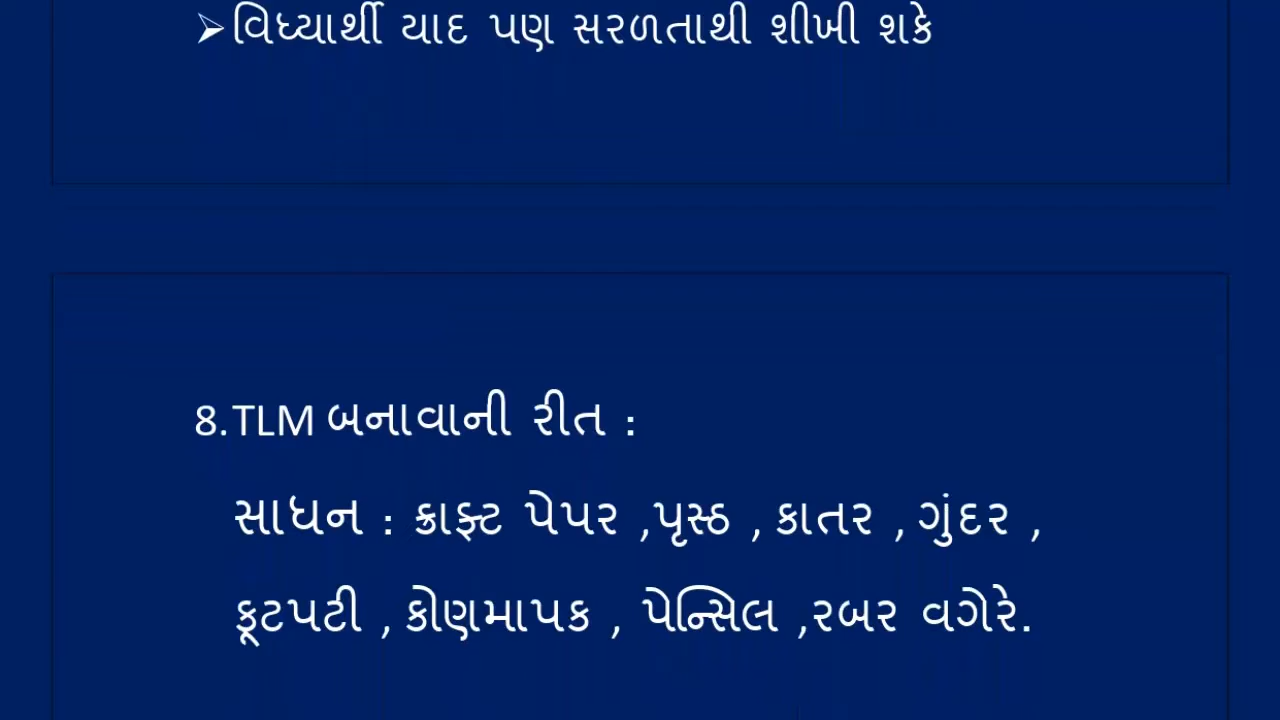 ➢વિધ્યાર્થી યાદ પણ સરળતાથી શીખી શકે
8.TLM બનાવાની રીત :
સાધન : ક્રાફ્ટ પેપર ,પૃસ્ઠ , કાતર , ગુંદર ,
ફૂટપટી , કોણમાપક , પેન્સિલ ,રબર વગેરે.